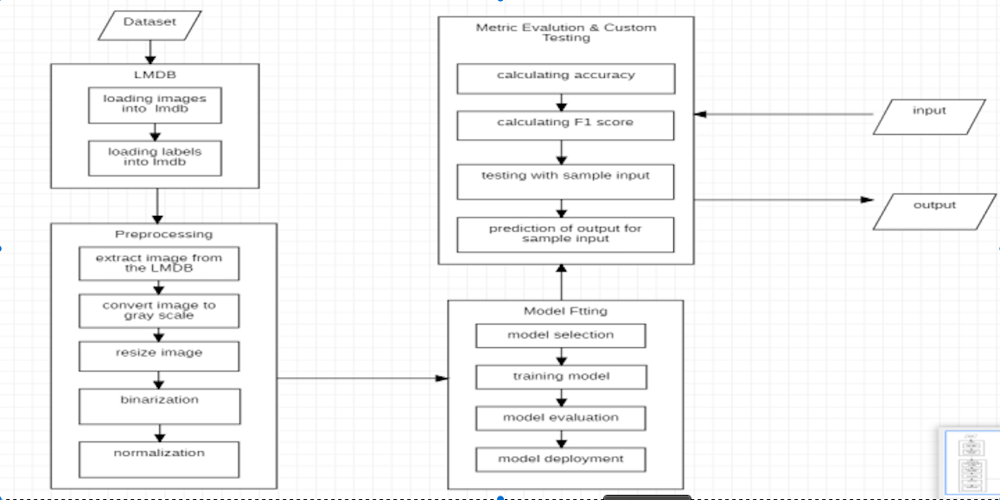 Dataset
LMDB
loading images
into lmdb
loading labels
into lmdb
Preprocessing
extract image from
the LMDB
convert image to
gray scale
resize image
binarization
normalization
Metric Evalution & Custom
Testing
calculating accuracy
calculating F1 score
testing with sample input
prediction of output for
sample input
input
output
Model Ftting
model selection
training model
model evaluation
model deployment